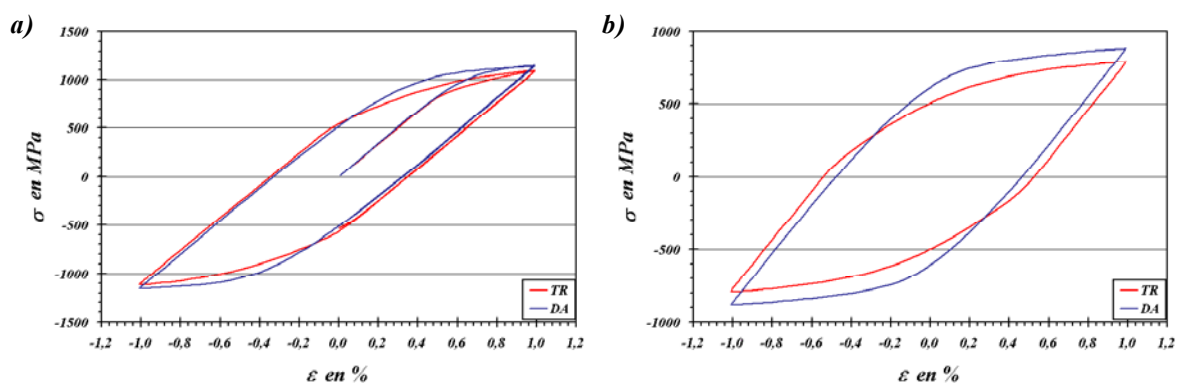 a)
1500
1000
500
0
-500
-1000
-1500
σ en MPa
-1,2 -1,0 -0,8 -0,6 -0,4 -0,2 0,0 0,2 0,4 0,6 0,8 1,0 1,2
ε en %
TR
DA
b)
1000
500
0
-500
-1000
σ en MPa
-1,2 -1,0 -0,8 -0,6 -0,4 -0,2 0,0 0,2 0,4 0,6 0,8 1,0 1,2
ε en %
TR
DA